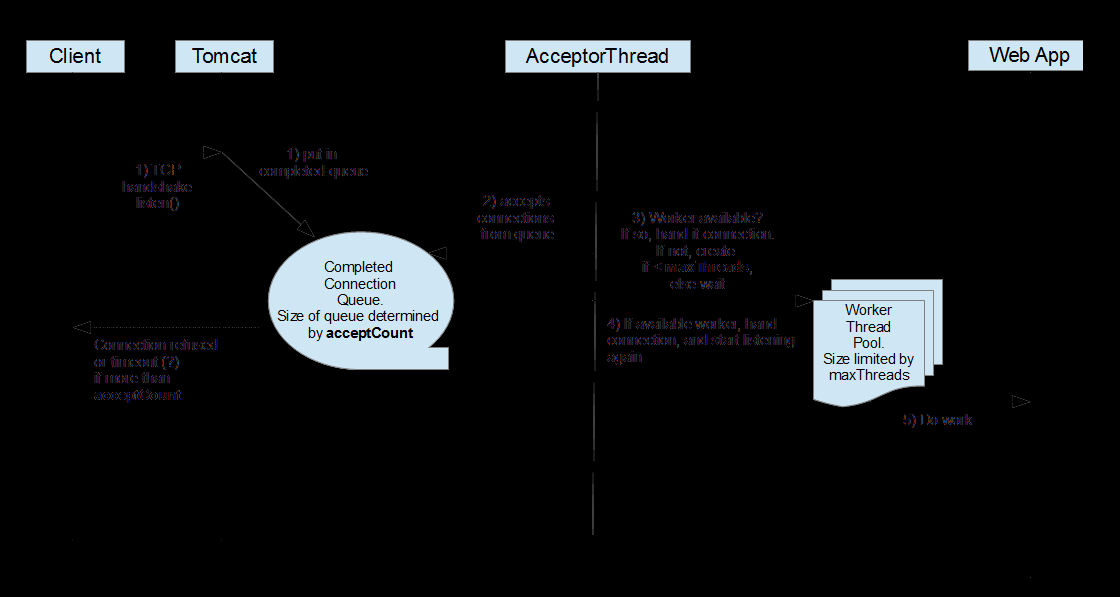 Client
Tomcat
AcceptorThread
Web App
1) TCP
handshake
listen()
1) put in
completed queue
2) accepts
connections
from queue
3) Worker available?
If so, hand it connection.
If not, create
if < maxThreads,
else wait
Completed
Connection
Queue.
Size of queue determined
by acceptCount
Connection refused
or timeout (?)
if more than
acceptCount
4) If available worker, hand
connection, and start listening
again
Worker
Thread
Pool.
Size limited by
maxThreads
5) Do work